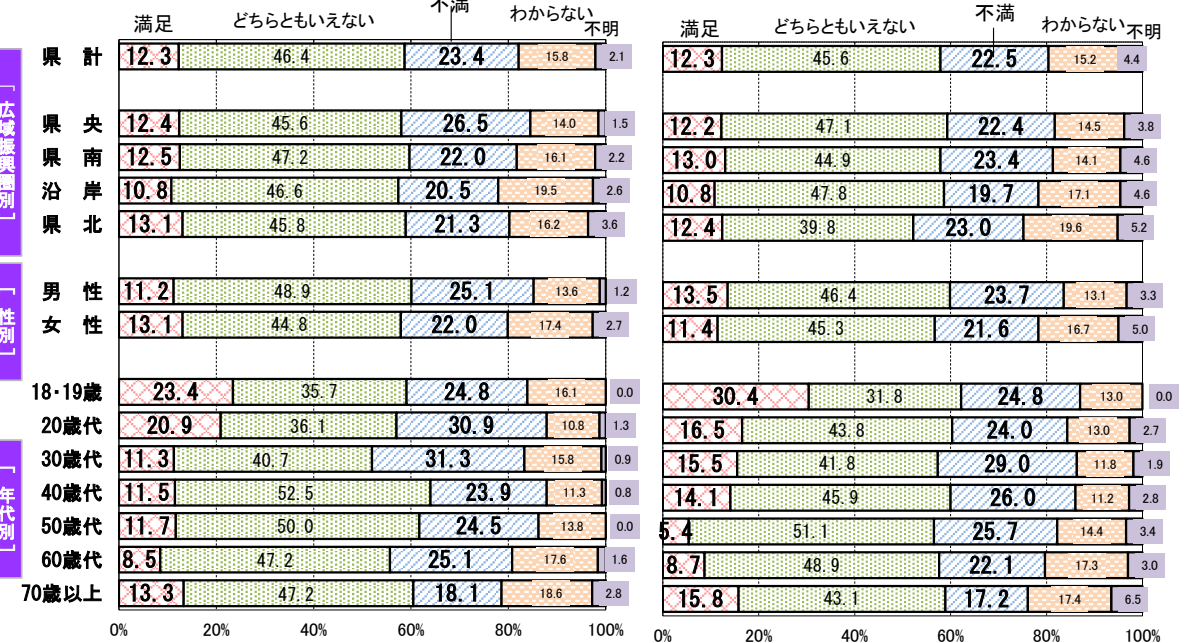 満足 どちらともいえない 不満 わからない 不明 満足 どちらともいえない 不満 わからない 不明
県 計 12.3 46.4 23.4 15.8 2.1 12.3 45.6 22.5 15.2 4.4
[広域振興圏別]
県 央 12.4 45.6 26.5 14.0 1.5 12.2 47.1 22.4 14.5 3.8
県 南 12.5 47.2 22.0 16.1 2.2 13.0 44.9 23.4 14.1 4.6
沿 岸 10.8 46.6 20.5 19.5 2.6 10.8 47.8 19.7 17.1 4.6
県 北 13.1 45.8 21.3 16.2 3.6 12.4 39.8 23.0 19.6 5.2
[性別]
男 性 11.2 48.9 25.1 13.6 1.2 13.5 46.4 23.7 13.1 3.3
女 性 13.1 44.8 22.0 17.4 2.7 11.4 45.3 21.6 16.7 5.0
[年代別]
18・19歳 23.4 35.7 24.8 16.1 0.0 30.4 31.8 24.8 13.0 0.0
20歳代 20.9 36.1 30.9 10.8 1.3 16.5 43.8 24.0 13.0 2.7
30歳代 11.3 40.7 31.3 15.8 0.9 15.5 41.8 29.0 11.8 1.9
40歳代 11.5 52.5 23.9 11.3 0.8 14.1 45.9 26.0 11.2 2.8
50歳代 11.7 50.0 24.5 13.8 0.0 5.4 51.1 25.7 14.4 3.4
60歳代 8.5 47.2 25.1 17.6 1.6 8.7 48.9 22.1 17.3 3.0
70歳以上 13.3 47.2 18.1 18.6 2.8 15.8 43.1 17.2 17.4 6.5
0% 20% 40% 60% 80% 100% 0% 20% 40% 60% 80% 100%